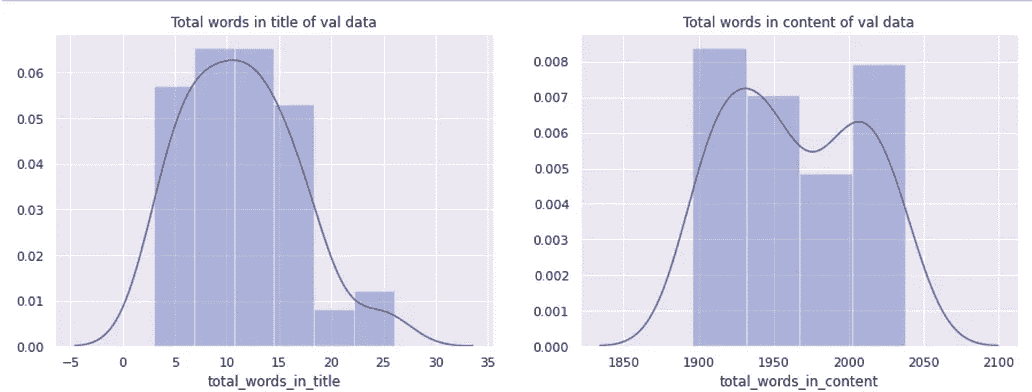 Total words in title of val data
0.06
0.05
0.04
0.03
0.02
0.01
0.00
−5 0 5 10 15 20 25 30 35
total_words_in_title
Total words in content of val data
0.008
0.007
0.006
0.005
0.004
0.003
0.002
0.001
0.000
1850 1900 1950 2000 2050 2100
total_words_in_content